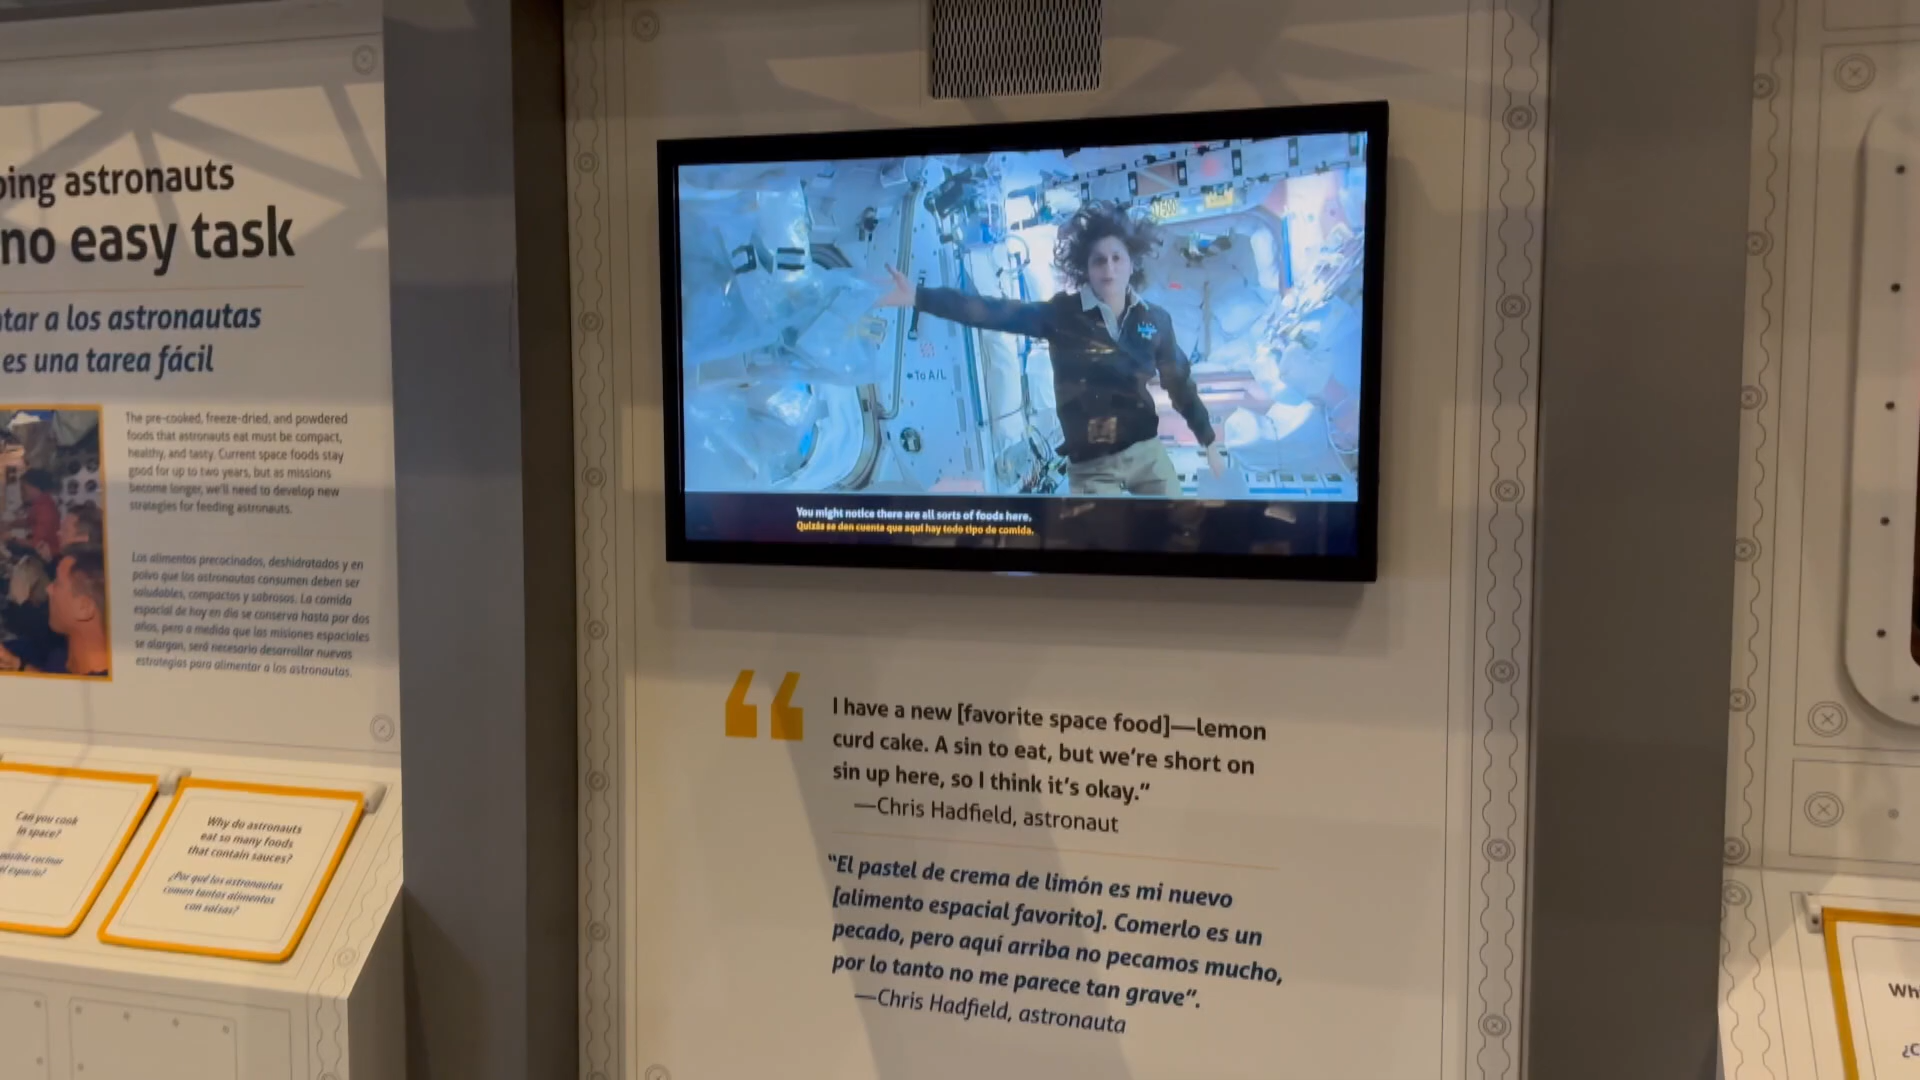 ping astronauts
no easy task
ntar a los astronautas
es una tarea fácil
The pre-cooked, freeze-dried, and powdered
foods that astronauts eat must be compact,
healthy, and tasty. Current space foods stay
good for up to two years, but as missions
become longer, we'll need to develop new
strategies for feeding astronauts.
Los alimentos precocinados, deshidratados y en
polvo que los astronautas consumen deben ser
saludables, compactos y sabrosos. La comida
espacial de hoy en día se conserva hasta por dos
años, pero a medida que las misiones espaciales
se alargan, será necesario desarrollar nuevas
estrategias para alimentar a los astronautas.
Can you cook
in space?
posible cocinar
el espacio?
Why do astronauts
eat so many foods
that contain sauces?
¿Por qué los astronautas
comen tantos alimentos
con salsas?
To A/L
You might notice there are all sorts of foods here.
Quizás se den cuenta que aquí hay todo tipo de comida.
“I have a new [favorite space food]—lemon
curd cake. A sin to eat, but we’re short on
sin up here, so I think it’s okay.”
—Chris Hadfield, astronaut
“El pastel de crema de limón es mi nuevo
[alimento espacial favorito]. Comerlo es un
pecado, pero aquí arriba no pecamos mucho,
por lo tanto no me parece tan grave”.
—Chris Hadfield, astronauta
Wh
¿C